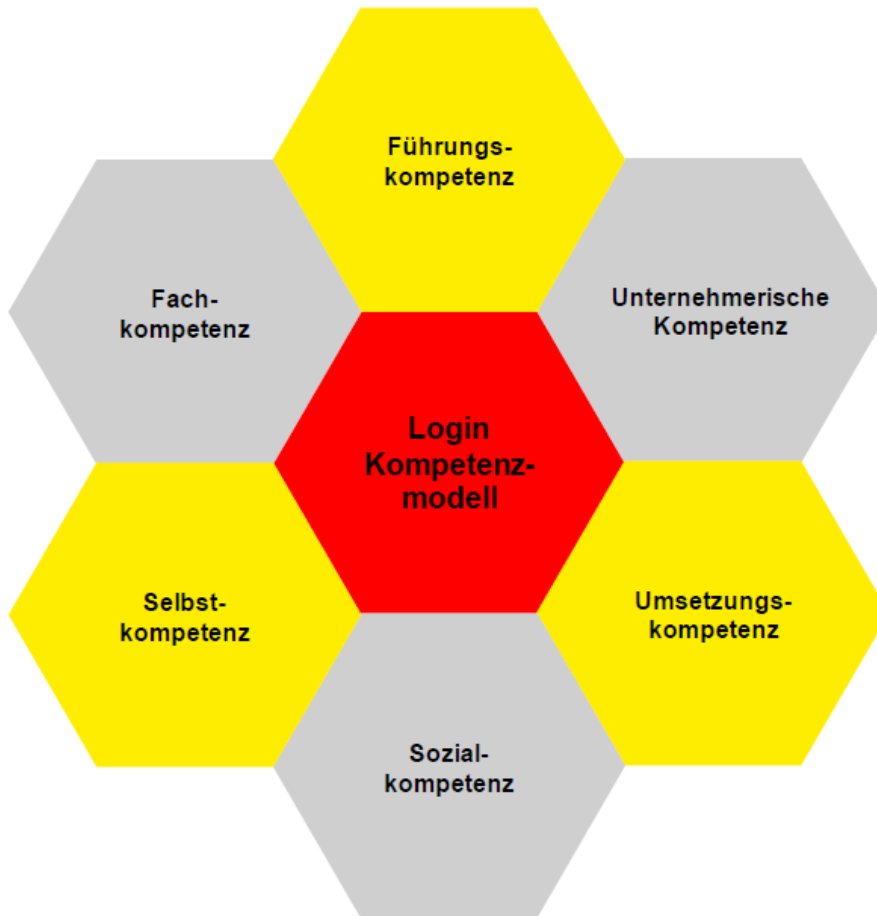 Führungs-
kompetenz
Fach-
kompetenz
Unternehmerische
Kompetenz
Login
Kompetenz-
modell
Selbst-
kompetenz
Umsetzungs-
kompetenz
Sozial-
kompetenz